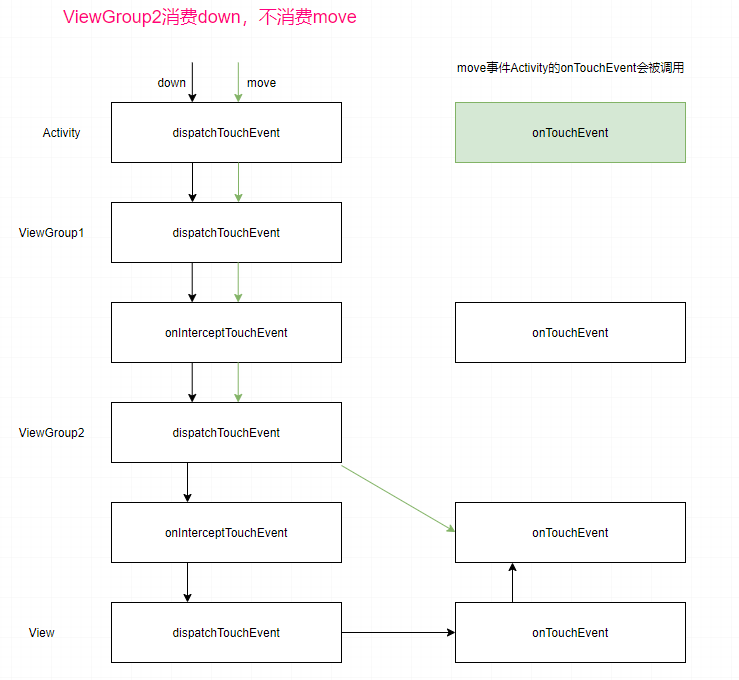 ViewGroup2消费down，不消费move
move事件Activity的onTouchEvent会被调用
down
move
Activity
dispatchTouchEvent
onTouchEvent
ViewGroup1
dispatchTouchEvent
onInterceptTouchEvent
onTouchEvent
ViewGroup2
dispatchTouchEvent
onInterceptTouchEvent
onTouchEvent
View
dispatchTouchEvent
onTouchEvent